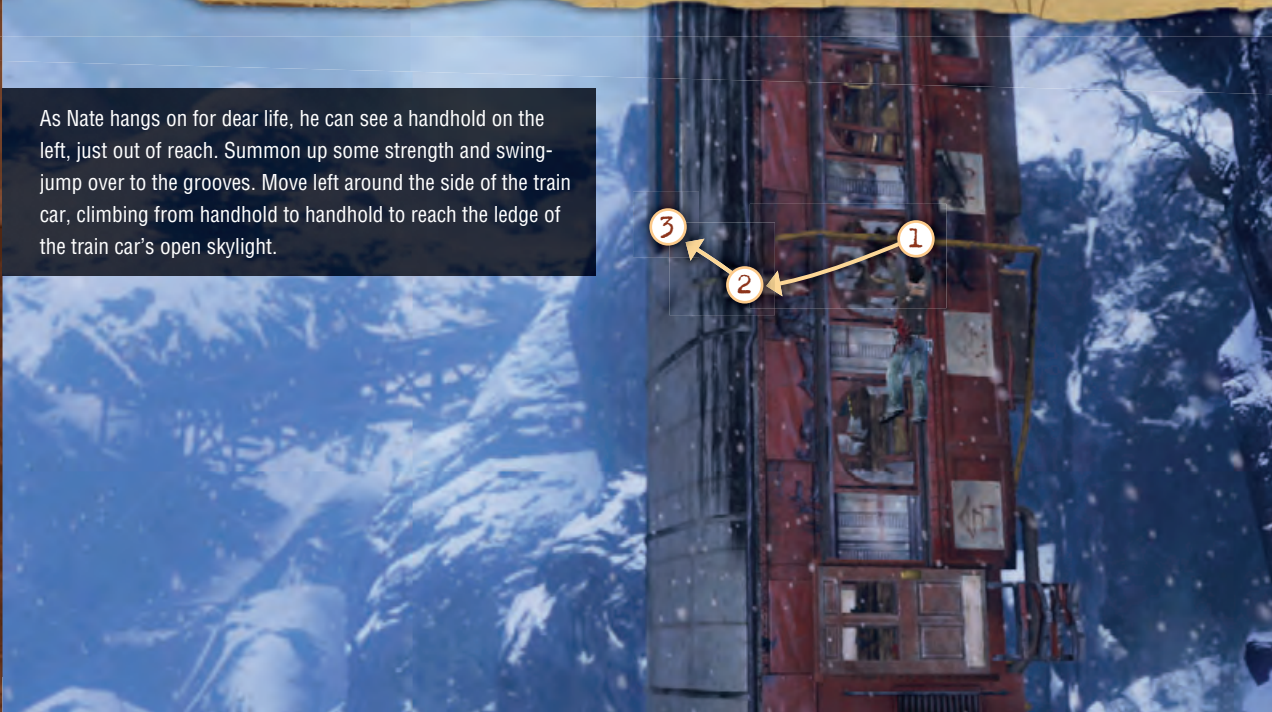 As Nate hangs on for dear life, he can see a handhold on the
left, just out of reach. Summon up some strength and swing-
jump over to the grooves. Move left around the side of the train
car, climbing from handhold to handhold to reach the ledge of
the train car’s open skylight.
3
1
2